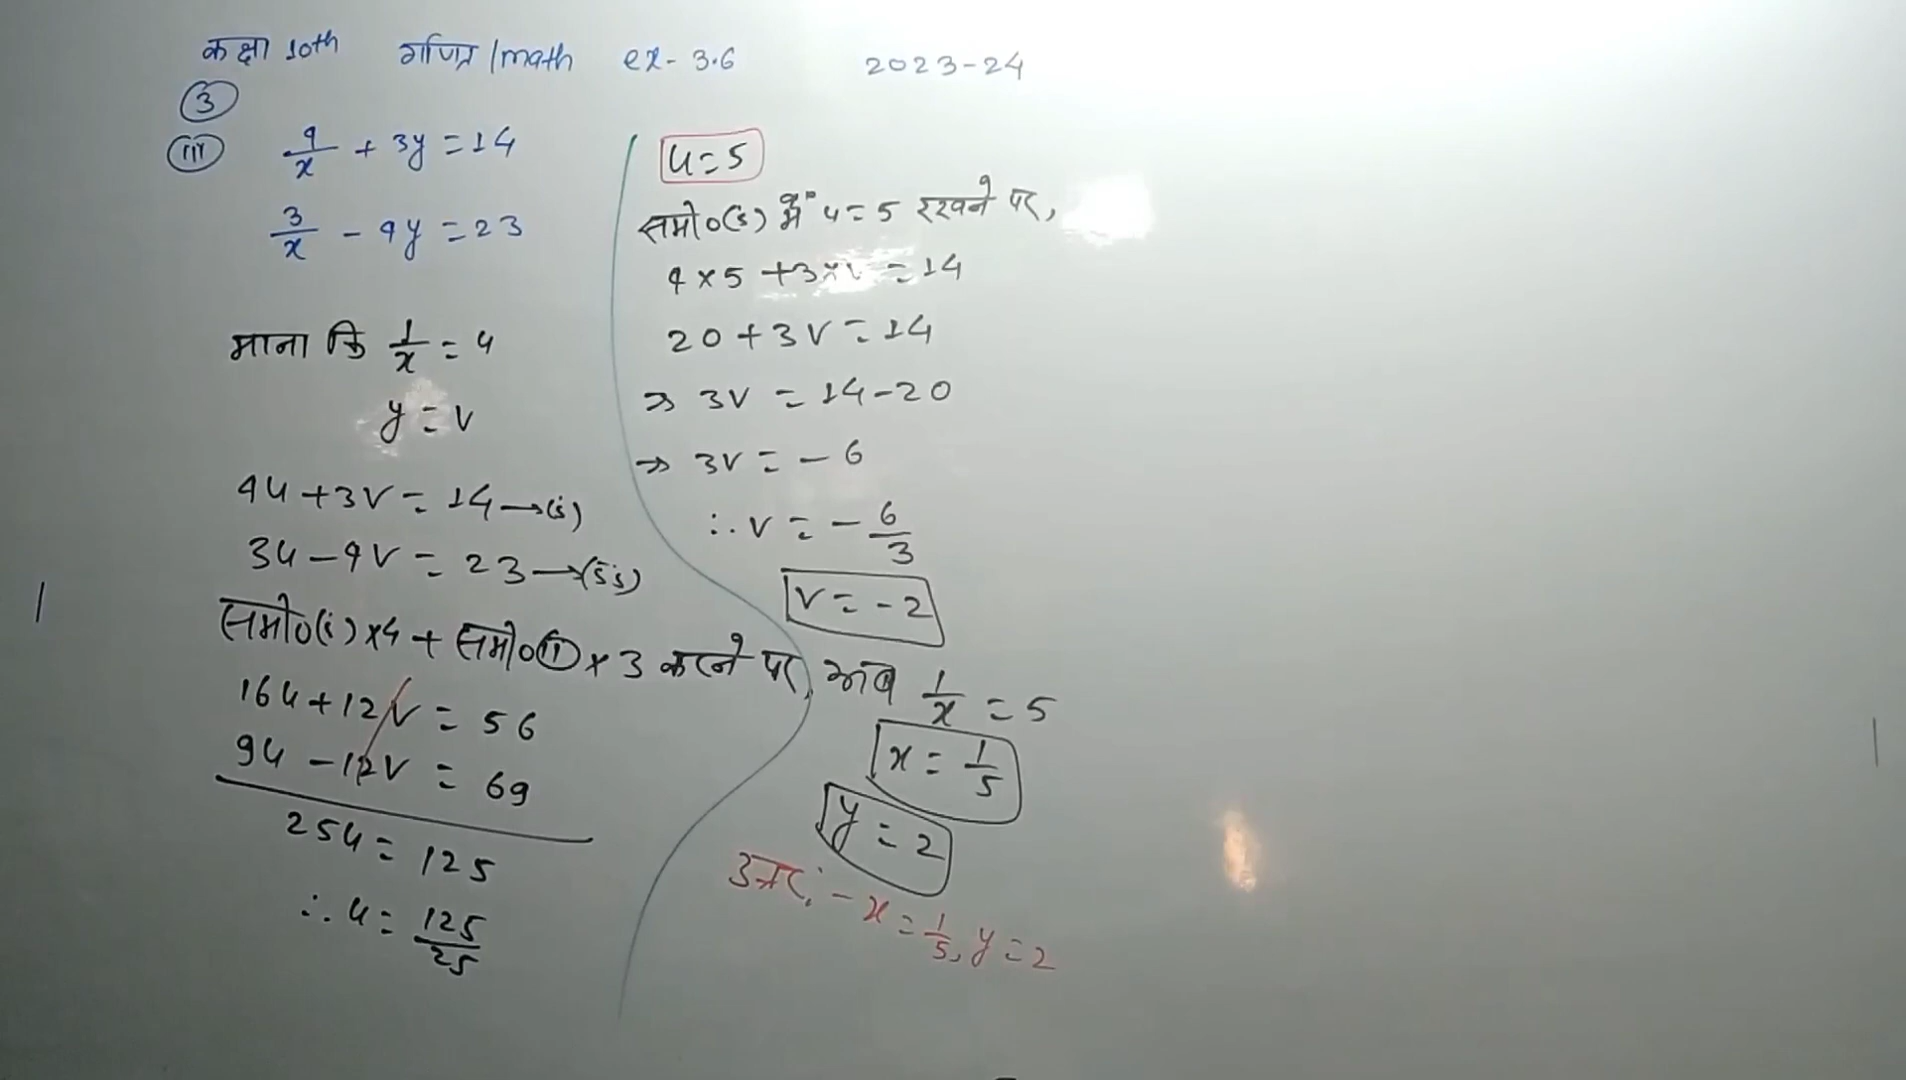 कक्षा 10th गणित /math ex- 3.6 2023-24
3
iii 4/x + 3y = 14
3/x - 4y = 23
माना कि 1/x = u
y = v
4u + 3v = 14 → (i)
3u - 4v = 23 → (ii)
समी०(i) ×4 + समी०(ii) × 3 करने पर,
16u + 12v = 56
9u - 12v = 69
25u = 125
∴ u = 125/25
u = 5
समी०(i) में u = 5 रखने पर,
4 × 5 + 3 × v = 14
20 + 3v = 14
⇒ 3v = 14 - 20
⇒ 3v = - 6
∴ v = - 6/3
v = - 2
अब 1/x = 5
x = 1/5
y = 2
उत्तर:- x = 1/5, y = 2